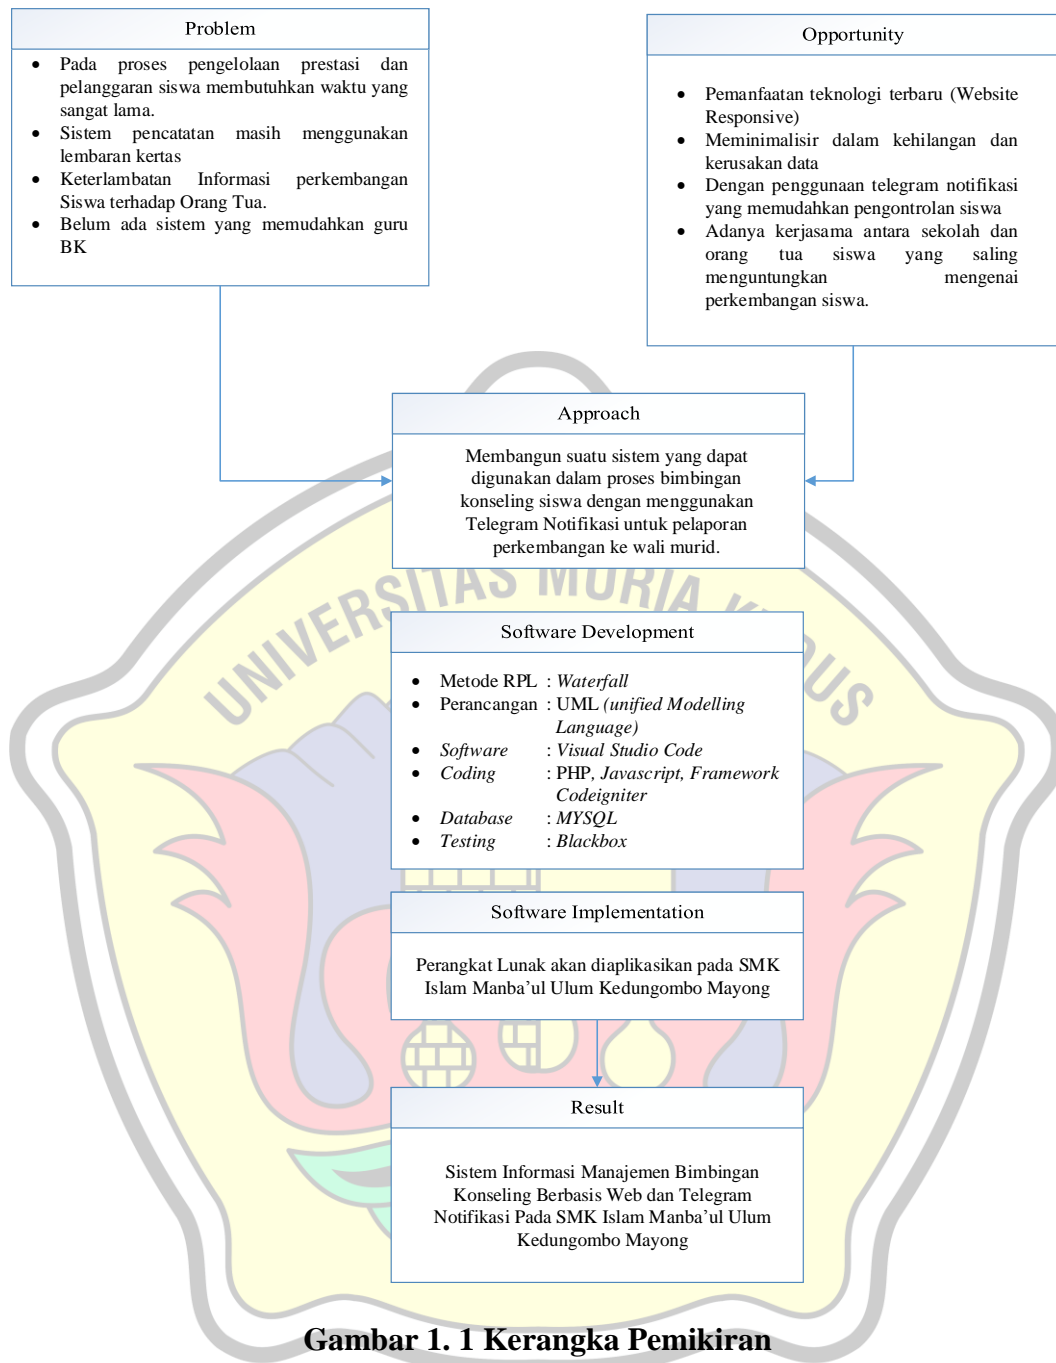 Problem
• Pada proses pengelolaan prestasi dan
pelanggaran siswa membutuhkan waktu yang
sangat lama.
• Sistem pencatatan masih menggunakan
lembaran kertas
• Keterlambatan Informasi perkembangan
Siswa terhadap Orang Tua.
• Belum ada sistem yang memudahkan guru
BK
Opportunity
• Pemanfaatan teknologi terbaru (Website
Responsive)
• Meminimalisir dalam kehilangan dan
kerusakan data
• Dengan penggunaan telegram notifikasi
yang memudahkan pengontrolan siswa
• Adanya kerjasama antara sekolah dan
orang tua siswa yang saling
menguntungkan mengenai
perkembangan siswa.
Approach
Membangun suatu sistem yang dapat
digunakan dalam proses bimbingan
konseling siswa dengan menggunakan
Telegram Notifikasi untuk pelaporan
perkembangan ke wali murid.
UNIVERSITAS MURIA KUDUS
Software Development
• Metode RPL : Waterfall
• Perancangan : UML (unified Modelling
Language)
• Software : Visual Studio Code
• Coding : PHP, Javascript, Framework
Codeigniter
• Database : MYSQL
• Testing : Blackbox
Software Implementation
Perangkat Lunak akan diaplikasikan pada SMK
Islam Manba’ul Ulum Kedungombo Mayong
Result
Sistem Informasi Manajemen Bimbingan
Konseling Berbasis Web dan Telegram
Notifikasi Pada SMK Islam Manba’ul Ulum
Kedungombo Mayong
Gambar 1. 1 Kerangka Pemikiran